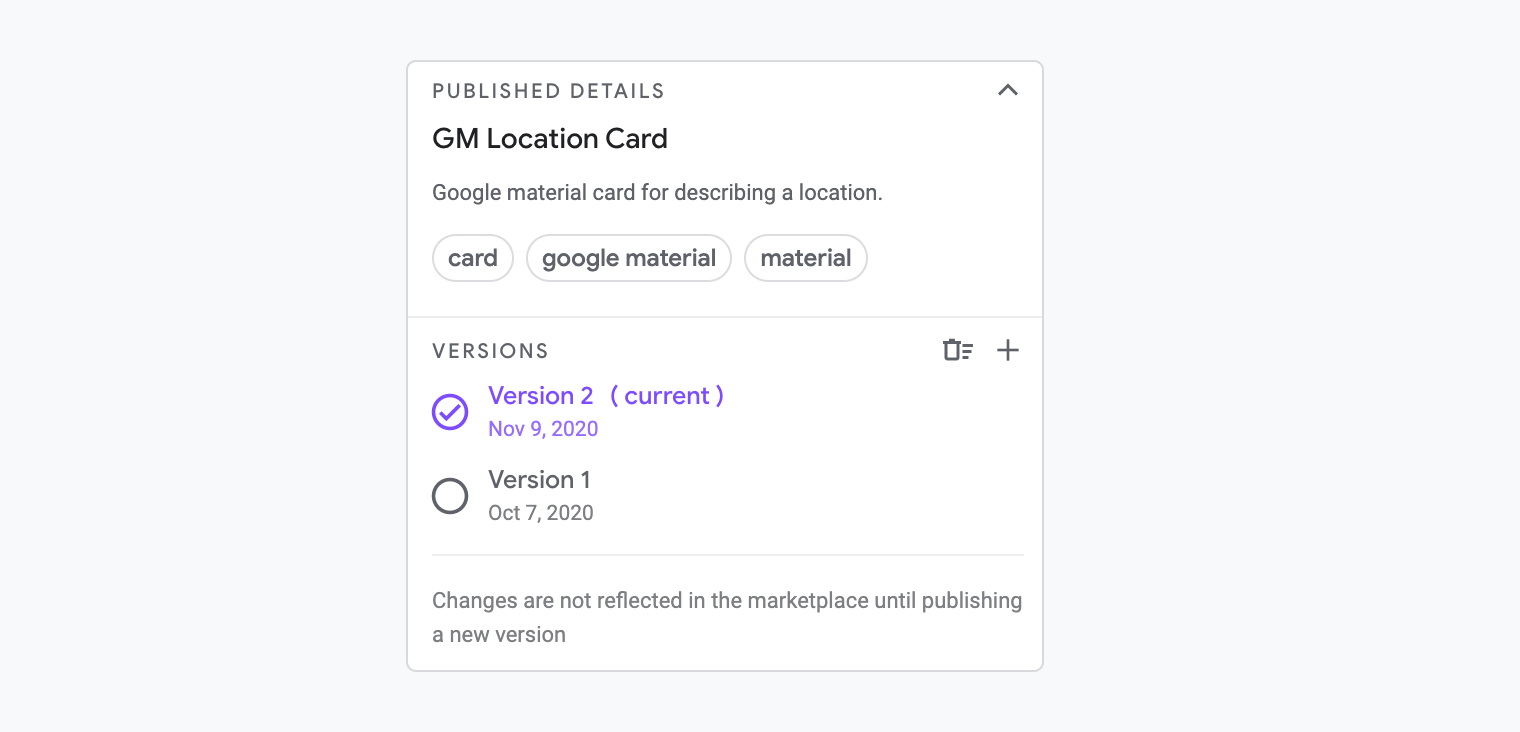 PUBLISHED DETAILS
GM Location Card
Google material card for describing a location.
card google material material
VERSIONS
Version 2 ( current )
Nov 9, 2020
Version 1
Oct 7, 2020
Changes are not reflected in the marketplace until publishing
a new version